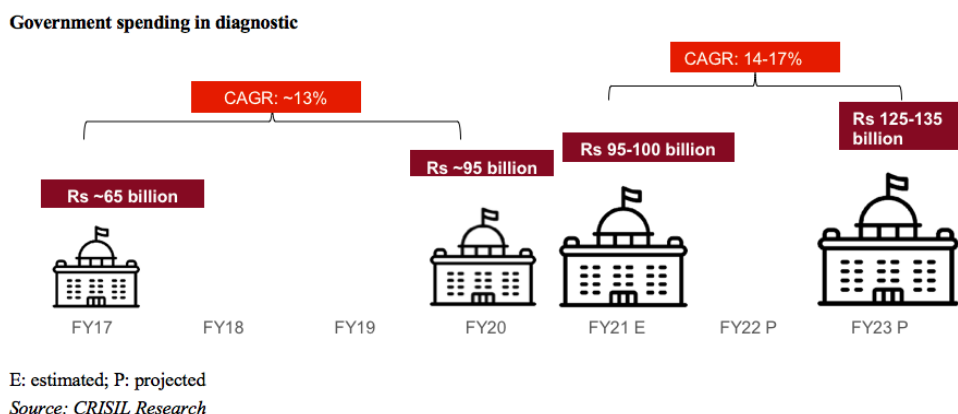 Government spending in diagnostic
CAGR: 14-17%
CAGR: ~13%
Rs 125-135
billion
Rs 95-100 billion
Rs ~95 billion
Rs ~65 billion
FY17 FY18 FY19 FY20 FY21 E FY22 P FY23 P
E: estimated; P: projected
Source: CRISIL Research